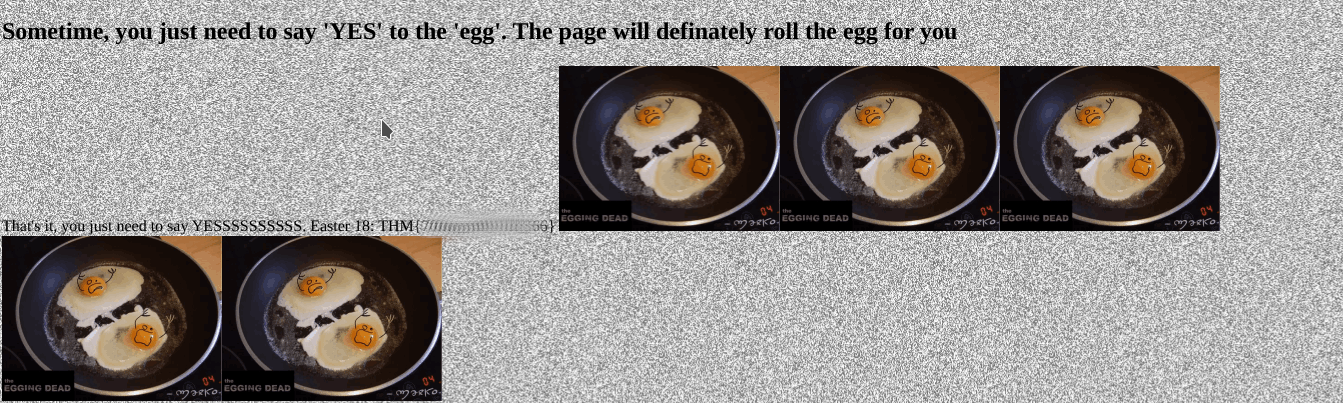 Sometime, you just need to say 'YES' to the 'egg'. The page will definately roll the egg for you
the
EGGING DEAD
04
the
EGGING DEAD
04
the
EGGING DEAD
04
That's it, you just need to say YESSSSSSSSSS. Easter 18: THM{
}
the
EGGING DEAD
04
the
EGGING DEAD
04